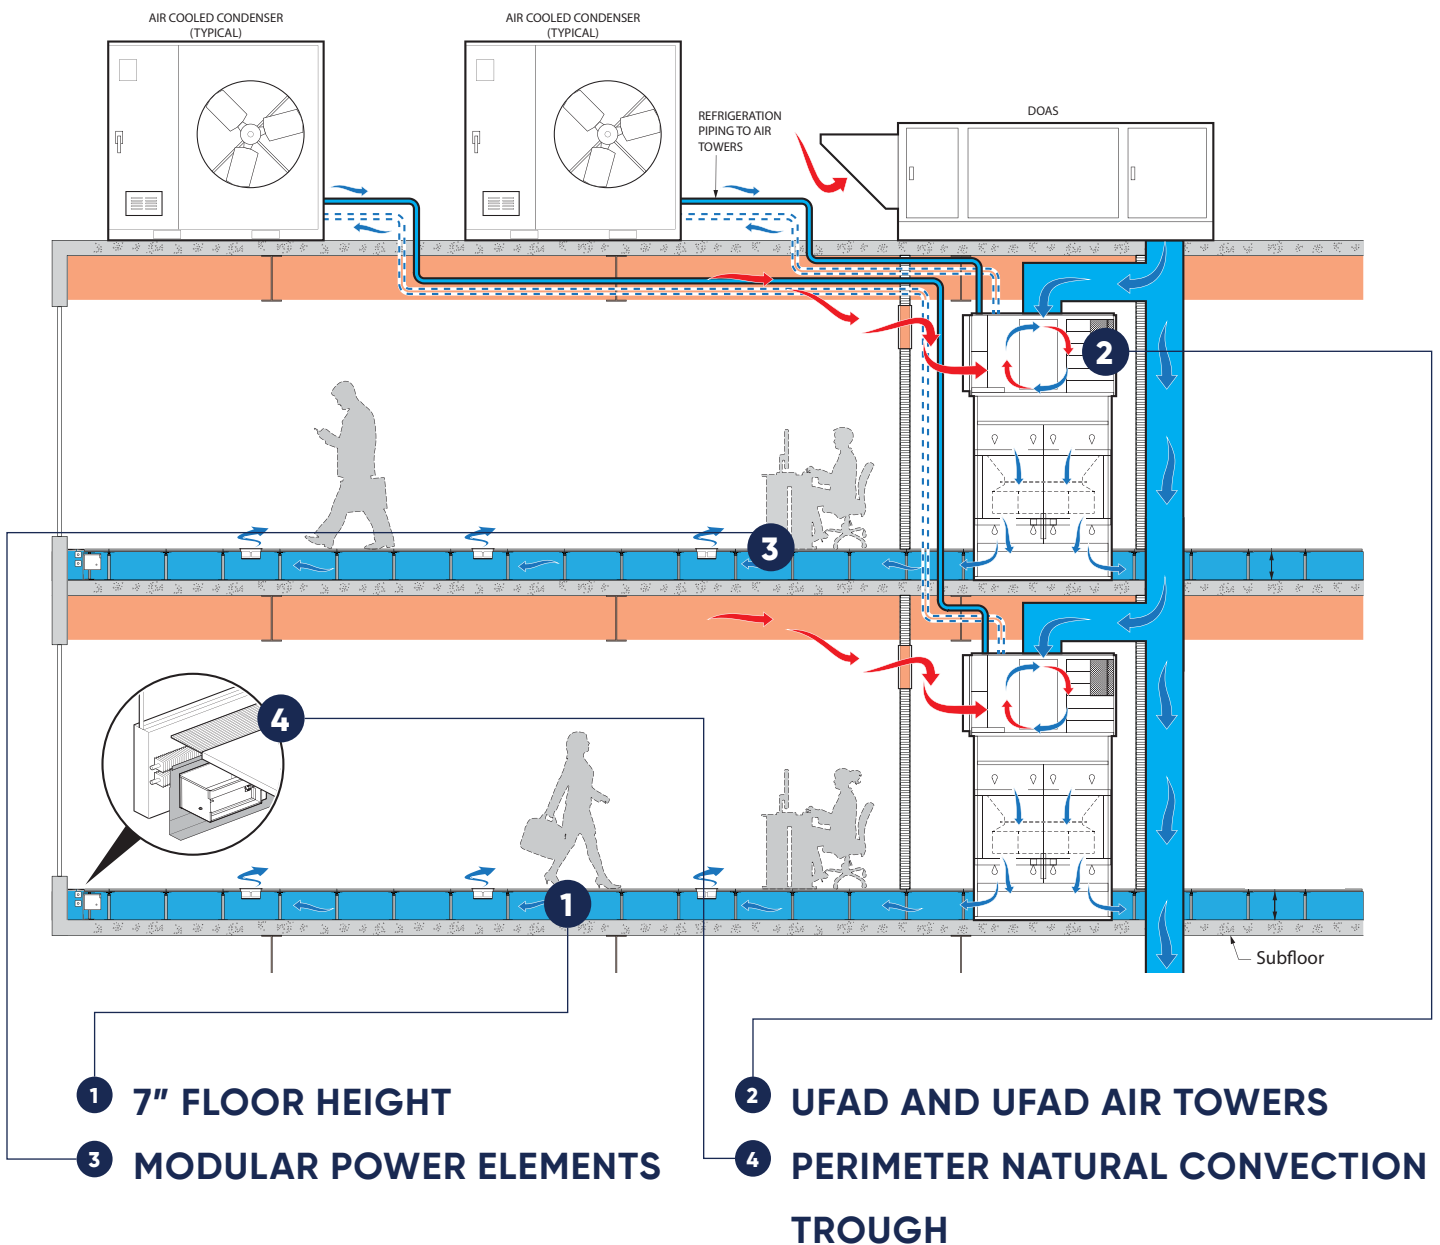 AIR COOLED CONDENSER
(TYPICAL)
AIR COOLED CONDENSER
(TYPICAL)
REFRIGERATION
PIPING TO AIR
TOWERS
DOAS
2
3
4
1
Subfloor
1 7” FLOOR HEIGHT
2 UFAD AND UFAD AIR TOWERS
3 MODULAR POWER ELEMENTS
4 PERIMETER NATURAL CONVECTION
TROUGH